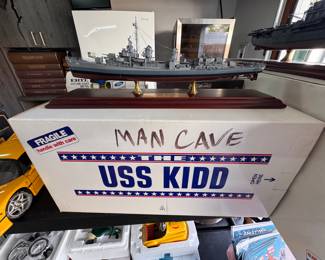 FRAGILE
handle with care
MAN CAVE
THE
USS KIDD